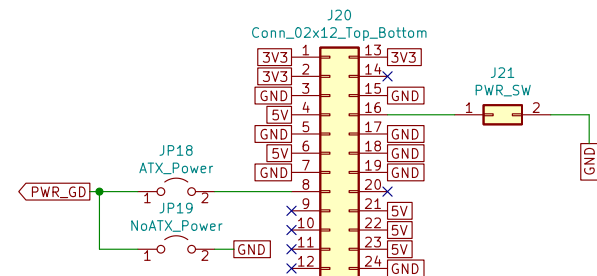 J20
Conn_02x12_Top_Bottom
3V3 1 13 3V3
3V3 2 14
GND 3 15 GND
5V 4 16
GND 5 17 GND
5V 6 18 GND
GND 7 19 GND
8 20
9 21 5V
10 22 5V
11 23 5V
12 24 GND
J21
PWR_SW
1 2
GND
JP18
ATX_Power
PWR_GD 1 2
JP19
NoATX_Power
1 2 GND